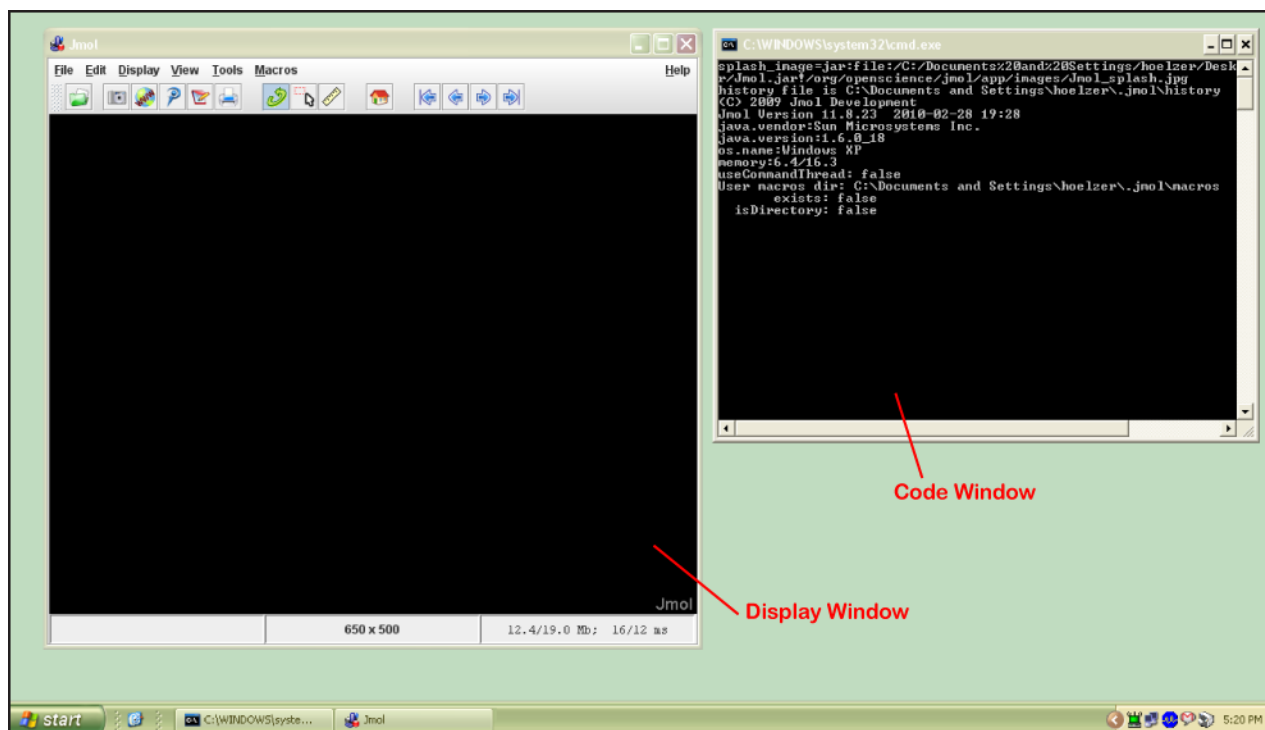 Jmol
File Edit Display View Tools Macros Help
Jmol
650 x 500
12.4/19.0 Mb; 16/12 ms
C:\WINDOWS\system32\cmd.exe
splash_image=jar:file:/C:/Documents%20and%20Settings/hoelzer/Desk
r/Jmol.jar!/org/openscience/jmol/app/images/Jmol_splash.jpg
history file is C:\Documents and Settings\hoelzer\.jmol\history
(C) 2009 Jmol Development
Jmol Version 11.8.23 2010-02-28 19:28
java.vendor:Sun Microsystems Inc.
java.version:1.6.0_18
os.name:Windows XP
memory:6.4/16.3
useCommandThread: false
User macros dir: C:\Documents and Settings\hoelzer\.jmol\macros
exists: false
isDirectory: false
Code Window
Display Window
start
C:\WINDOWS\syste...
Jmol
5:20 PM